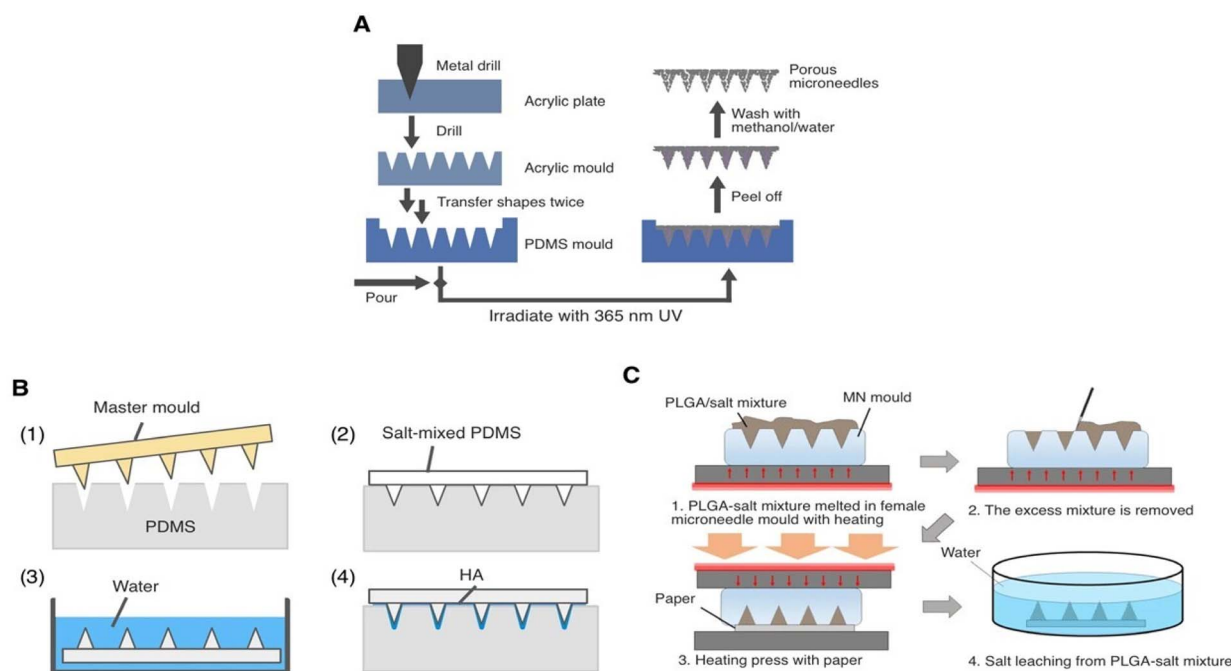 A
Metal drill
Acrylic plate
Drill
Acrylic mould
Transfer shapes twice
PDMS mould
Pour
Irradiate with 365 nm UV
Porous
microneedles
Wash with
methanol/water
Peel off
B
Master mould
(1)
PDMS
(2)
Salt-mixed PDMS
(3)
Water
(4)
HA
C
PLGA/salt mixture
MN mould
1. PLGA-salt mixture melted in female
microneedle mould with heating
2. The excess mixture is removed
Paper
3. Heating press with paper
Water
4. Salt leaching from PLGA-salt mixture